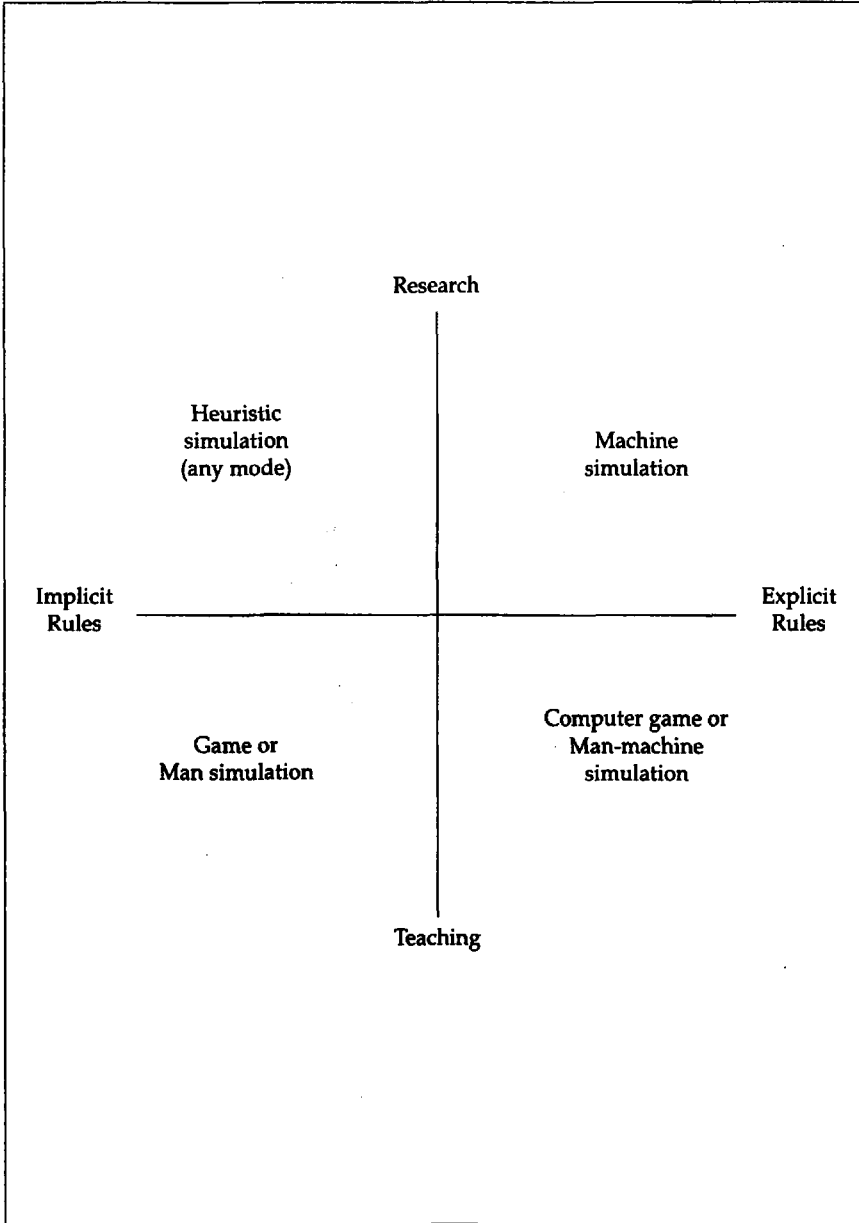 Research
Heuristic
simulation
(any mode)
Machine
simulation
Implicit
Rules
Explicit
Rules
Game or
Man simulation
Computer game or
Man-machine
simulation
Teaching